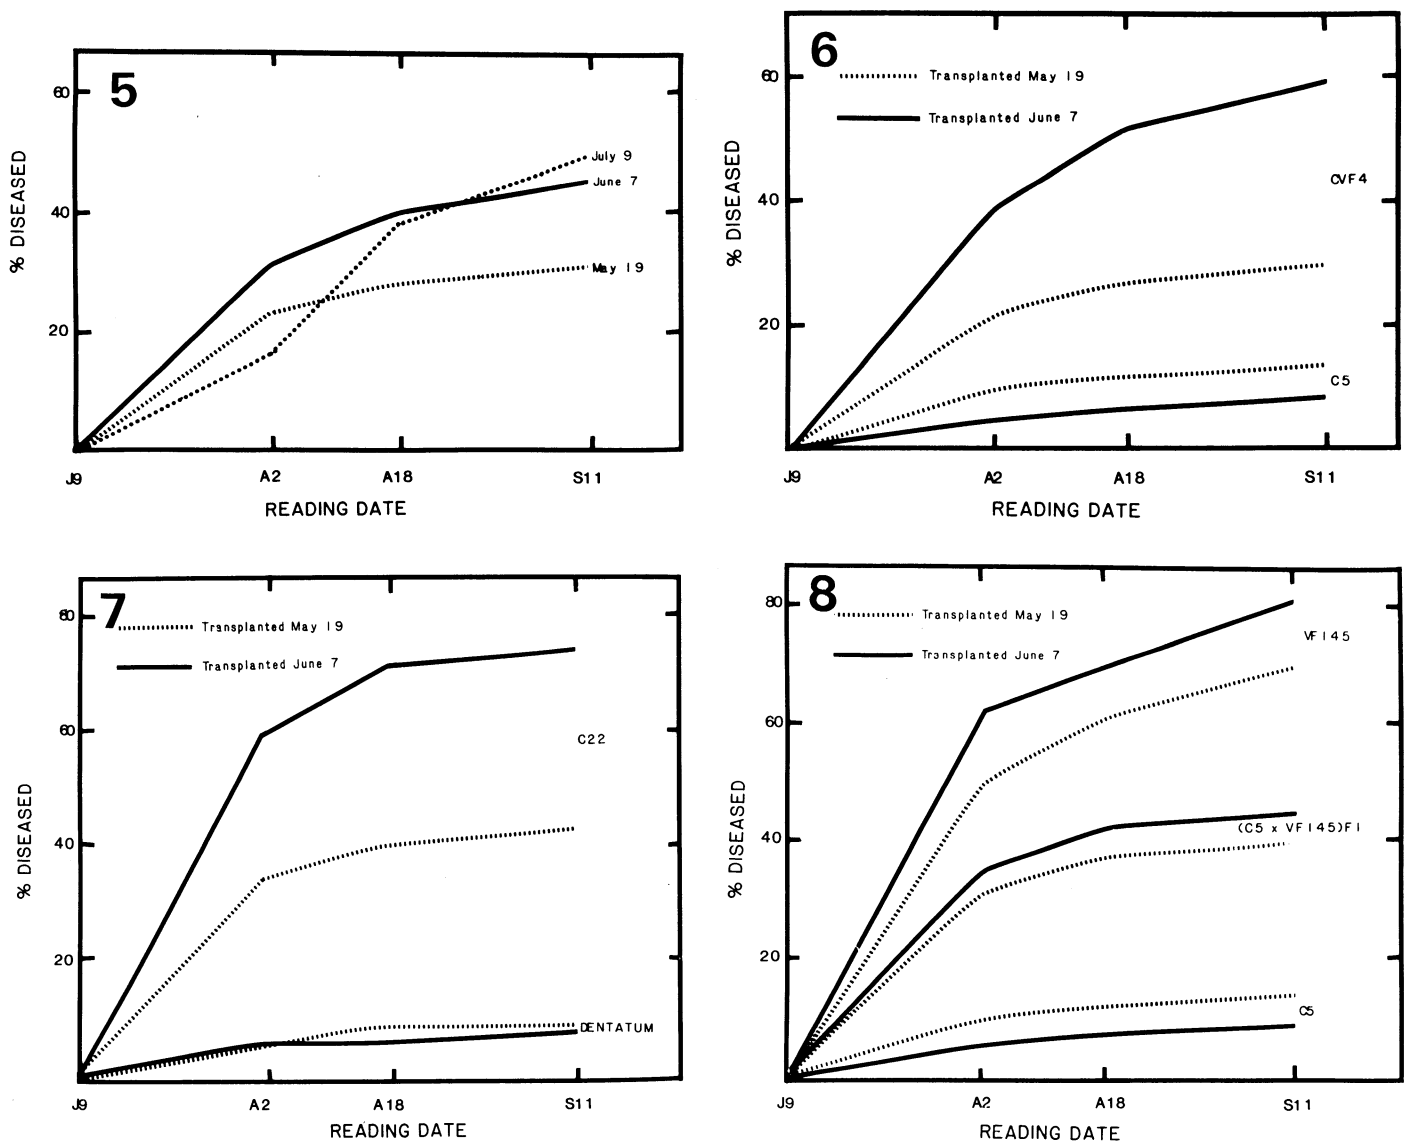 5
60
40
20
% DISEASED
July 9
June 7
May 19
J9 A2 A18 S11
READING DATE
6
Transplanted May 19
Transplanted June 7
60
40
20
% DISEASED
CVF4
C5
J9 A2 A18 S11
READING DATE
7
Transplanted May 19
Transplanted June 7
80
60
40
20
% DISEASED
C22
DENTATUM
J9 A2 A18 S11
READING DATE
8
Transplanted May 19
Transplanted June 7
80
60
40
20
% DISEASED
VF145
(C5 x VF145)F1
C5
J9 A2 A18 S11
READING DATE